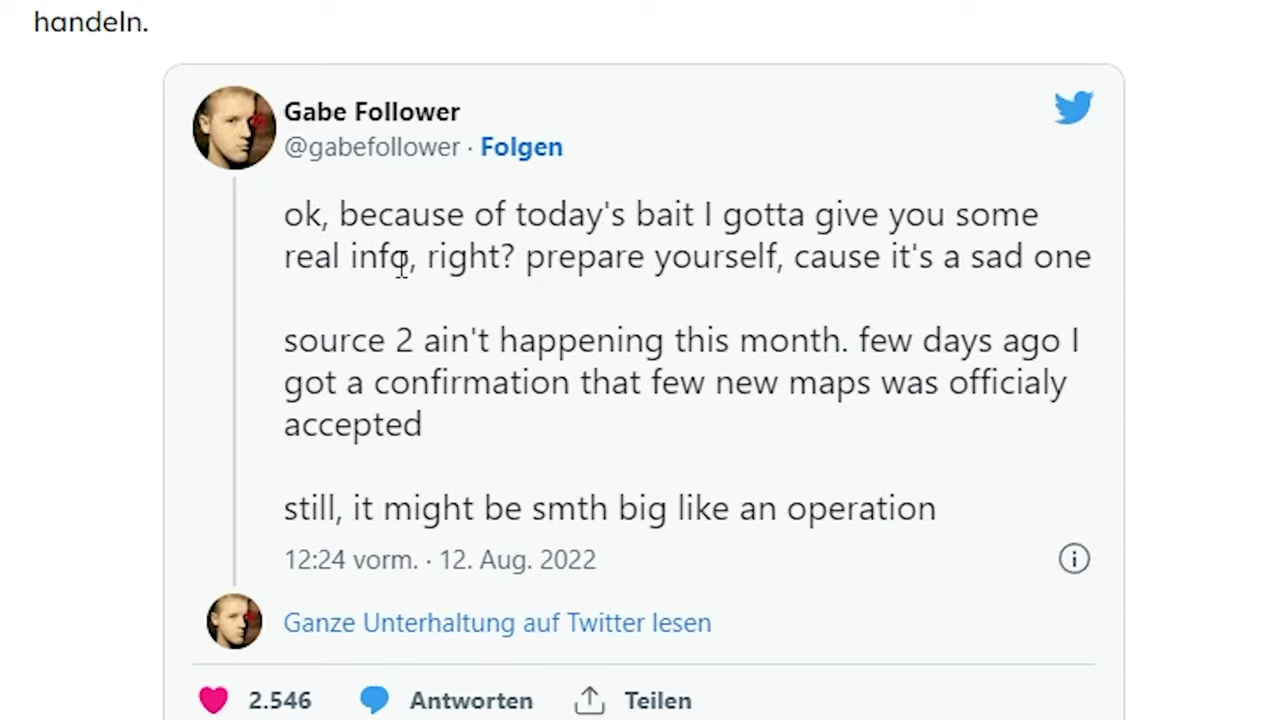 handeln.
Gabe Follower
@gabefollower · Folgen
ok, because of today's bait I gotta give you some
real info, right? prepare yourself, cause it's a sad one
source 2 ain't happening this month. few days ago I
got a confirmation that few new maps was officialy
accepted
still, it might be smth big like an operation
12:24 vorm. · 12. Aug. 2022
Ganze Unterhaltung auf Twitter lesen
2.546 Antworten Teilen